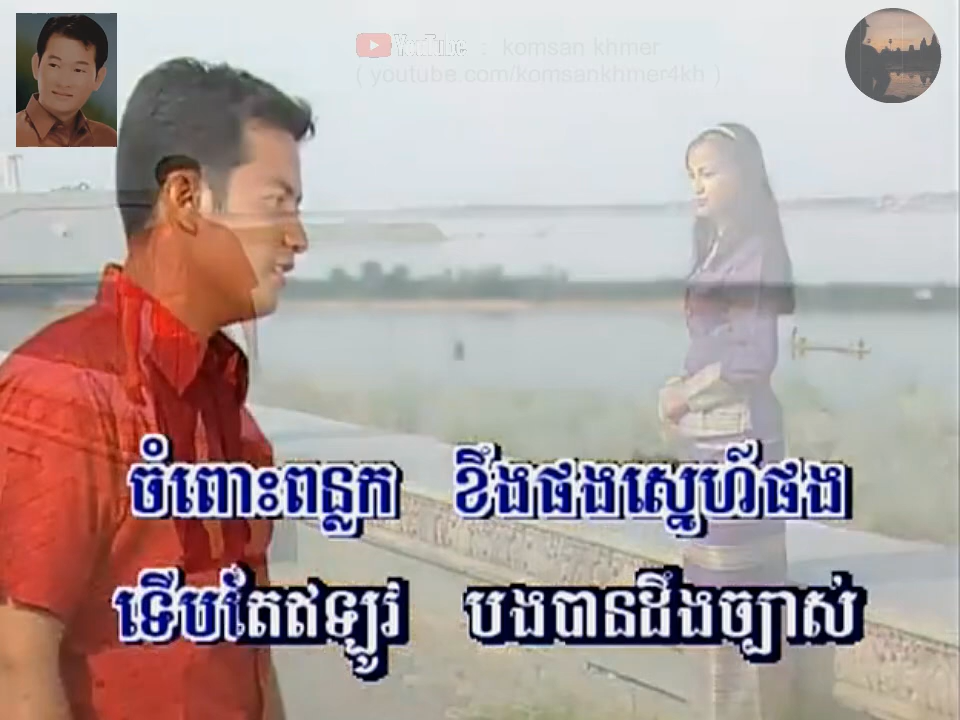 YouTube : komsan khmer
( youtube.com/komsankhmer4kh )
ចំពោះពន្លក ខឹងផងស្នេហ៍ផង
ទើបតែឥឡូវ បងបានដឹងច្បាស់